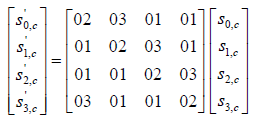 s'0,c 02 03 01 01 s0,c
s'1,c = 01 02 03 01 s1,c
s'2,c 01 01 02 03 s2,c
s'3,c 03 01 01 02 s3,c